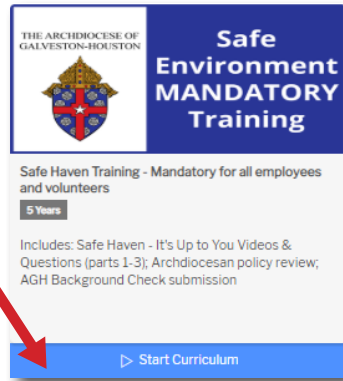 THE ARCHDIOCESE OF
GALVESTON-HOUSTON
Safe
Environment
MANDATORY
Training
Safe Haven Training - Mandatory for all employees
and volunteers
5 Years
Includes: Safe Haven - It's Up to You Videos &
Questions (parts 1-3); Archdiocesan policy review;
AGH Background Check submission
Start Curriculum